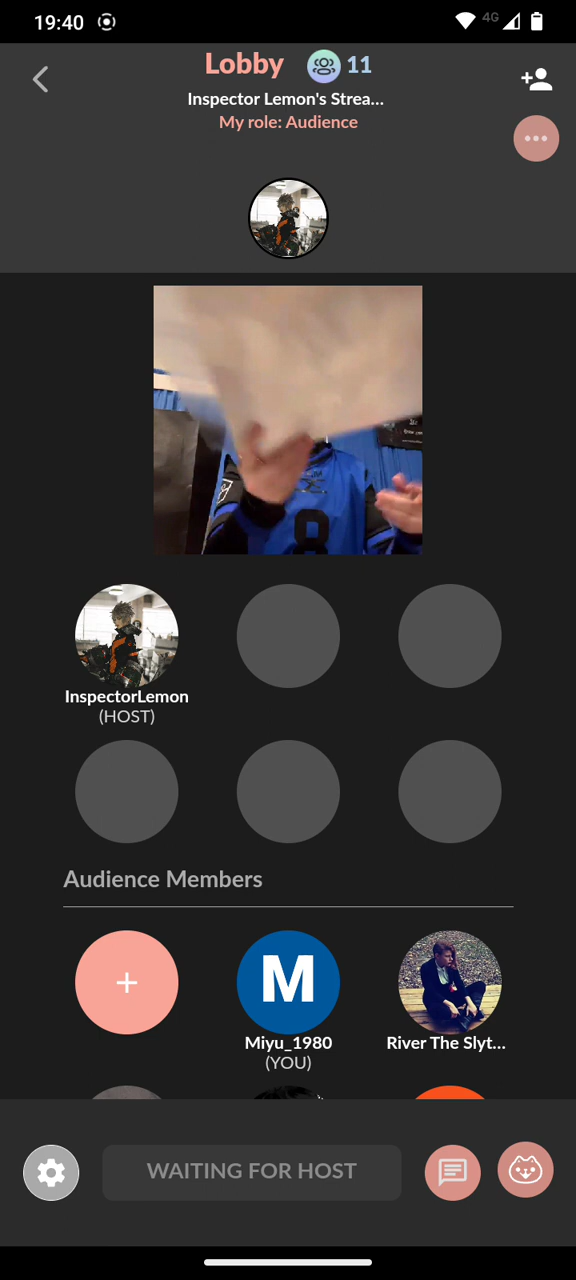 19:40
4G
Lobby
11
Inspector Lemon's Strea...
My role: Audience
8
InspectorLemon
(HOST)
Audience Members
+
M
Miyu_1980
(YOU)
River The Slyt...
WAITING FOR HOST